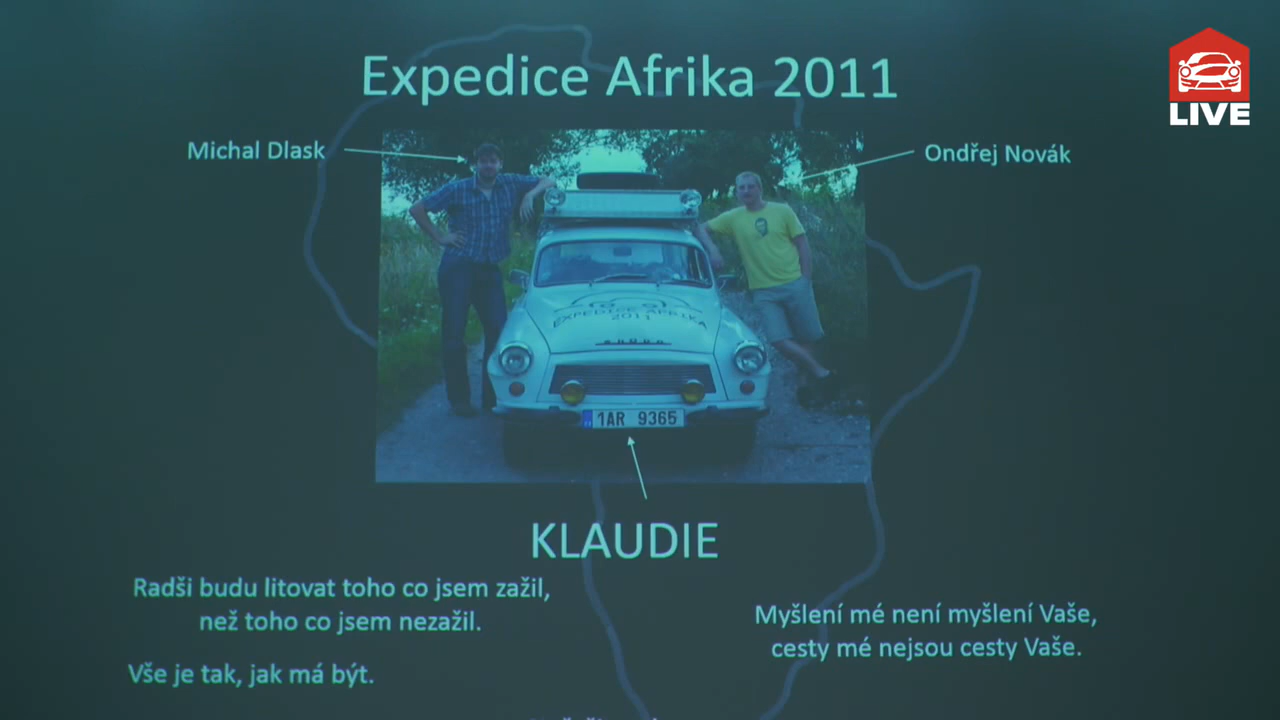 Expedice Afrika 2011
LIVE
Michal Dlask
Ondřej Novák
EXPEDICE AFRIKA
2011
ŠKODA
1AR 9365
KLAUDIE
Radši budu litovat toho co jsem zažil,
než toho co jsem nezažil.
Myšlení mé není myšlení Vaše,
cesty mé nejsou cesty Vaše.
Vše je tak, jak má být.